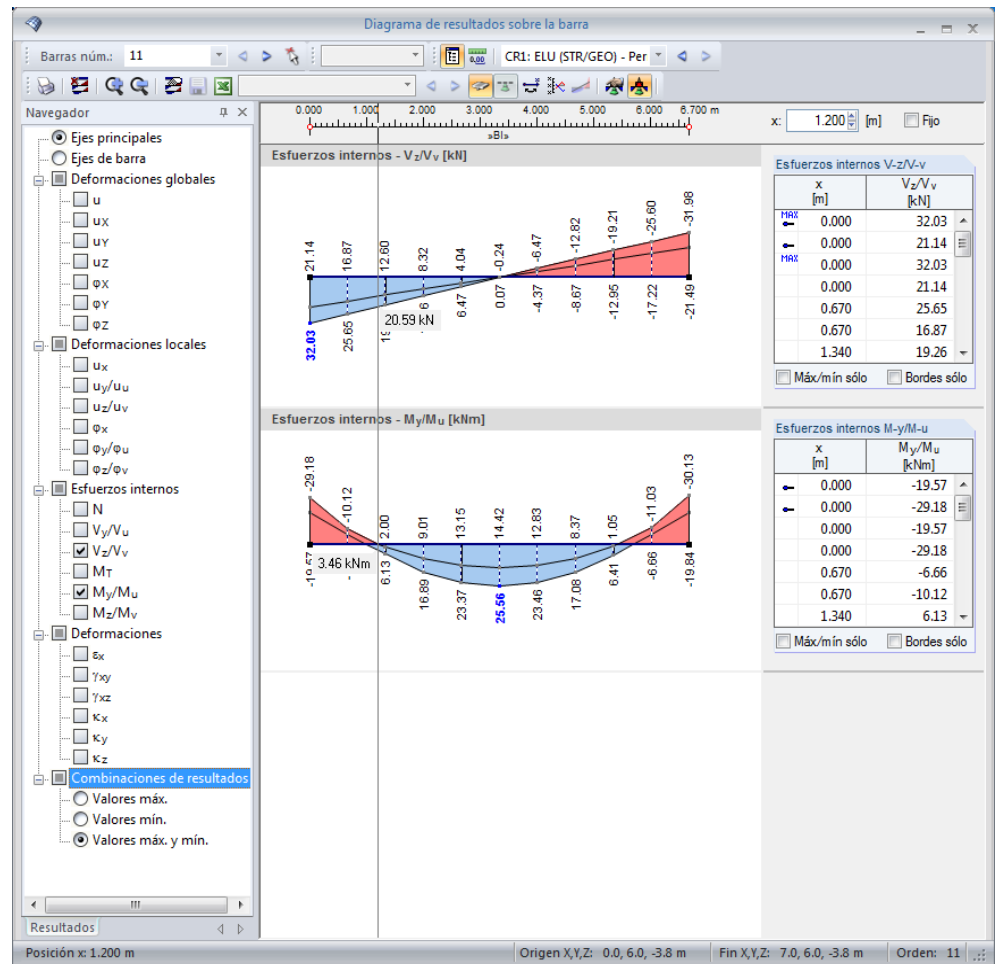 Diagrama de resultados sobre la barra
Barras núm.: 11
CR1: ELU (STR/GEO) - Per
Navegador
Ejes principales
Ejes de barra
Deformaciones globales
u
uX
uY
uZ
φX
φY
φZ
Deformaciones locales
ux
uy/uu
uz/uv
φx
φy/φu
φz/φv
Esfuerzos internos
N
Vy/Vu
Vz/Vv
MT
My/Mu
Mz/Mv
Deformaciones
εx
γxy
γxz
κx
κy
κz
Combinaciones de resultados
Valores máx.
Valores mín.
Valores máx. y mín.
Resultados
0.000 1.000 2.000 3.000 4.000 5.000 6.000 6.700 m
»BI»
Esfuerzos internos - Vz/Vv [kN]
21.14 16.87 12.60 8.32 4.04 -0.24 -6.47 -12.82 -19.21 -25.60 -31.98
20.59 kN
32.03 25.65 6.47 0.07 -4.37 -8.67 -12.95 -17.22 -21.49
Esfuerzos internos - My/Mu [kNm]
-29.18 -10.12 2.00 9.01 13.15 14.42 12.83 8.37 1.05 -11.03 -30.13
3.46 kNm
6.13 16.89 23.37 25.56 23.46 17.08 6.41 -6.66 -19.84
x: 1.200 [m] Fijo
Esfuerzos internos V-z/V-v
x Vz/Vv
[m] [kN]
MAX 0.000 32.03
0.000 21.14
MAX 0.000 32.03
0.000 21.14
0.670 25.65
0.670 16.87
1.340 19.26
Máx/mín sólo Bordes sólo
Esfuerzos internos M-y/M-u
x My/Mu
[m] [kNm]
0.000 -19.57
0.000 -29.18
0.000 -19.57
0.000 -29.18
0.670 -6.66
0.670 -10.12
1.340 6.13
Máx/mín sólo Bordes sólo
Posición x: 1.200 m
Origen X,Y,Z: 0.0, 6.0, -3.8 m
Fin X,Y,Z: 7.0, 6.0, -3.8 m
Orden: 11